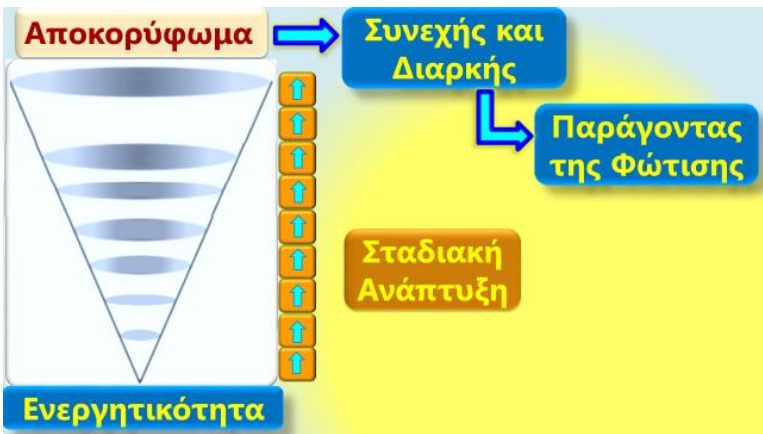 Αποκορύφωμα
Συνεχής και
Διαρκής
Παράγοντας
της Φώτισης
Σταδιακή
Ανάπτυξη
Ενεργητικότητα